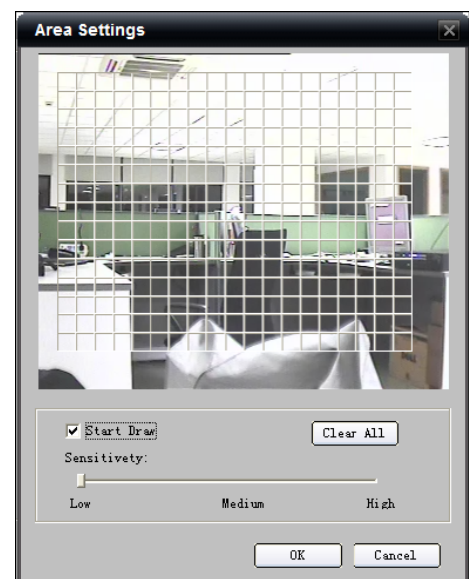 Area Settings
Start Draw
Clear All
Sensitivety:
Low Medium High
OK Cancel